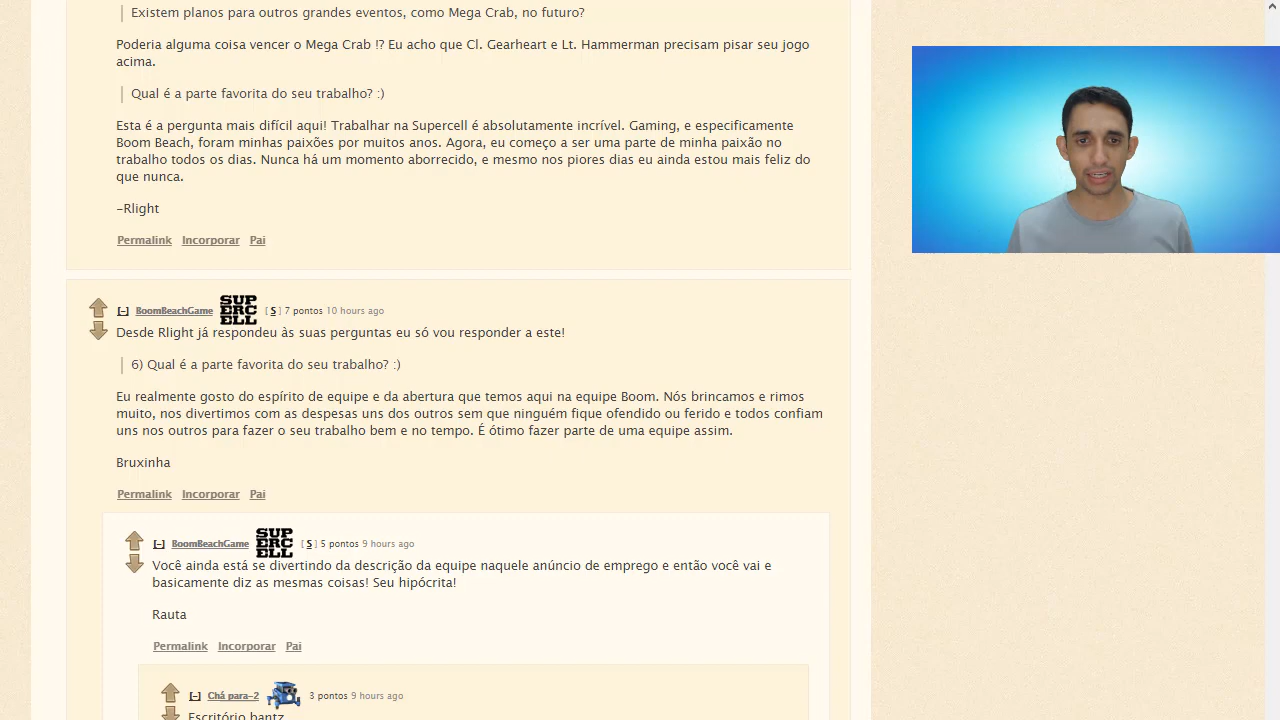 Existem planos para outros grandes eventos, como Mega Crab, no futuro?
Poderia alguma coisa vencer o Mega Crab !? Eu acho que Cl. Gearheart e Lt. Hammerman precisam pisar seu jogo
acima.
Qual é a parte favorita do seu trabalho? :)
Esta é a pergunta mais difícil aqui! Trabalhar na Supercell é absolutamente incrível. Gaming, e especificamente
Boom Beach, foram minhas paixões por muitos anos. Agora, eu começo a ser uma parte de minha paixão no
trabalho todos os dias. Nunca há um momento aborrecido, e mesmo nos piores dias eu ainda estou mais feliz do
que nunca.
-Rlight
Permalink Incorporar Pai
[-] BoomBeachGame SUPERCELL [ S ] 7 pontos 10 hours ago
Desde Rlight já respondeu às suas perguntas eu só vou responder a este!
6) Qual é a parte favorita do seu trabalho? :)
Eu realmente gosto do espírito de equipe e da abertura que temos aqui na equipe Boom. Nós brincamos e rimos
muito, nos divertimos com as despesas uns dos outros sem que ninguém fique ofendido ou ferido e todos confiam
uns nos outros para fazer o seu trabalho bem e no tempo. É ótimo fazer parte de uma equipe assim.
Bruxinha
Permalink Incorporar Pai
[-] BoomBeachGame SUPERCELL [ S ] 5 pontos 9 hours ago
Você ainda está se divertindo da descrição da equipe naquele anúncio de emprego e então você vai e
basicamente diz as mesmas coisas! Seu hipócrita!
Rauta
Permalink Incorporar Pai
[-] Chá para-2 3 pontos 9 hours ago
Escritório bantz